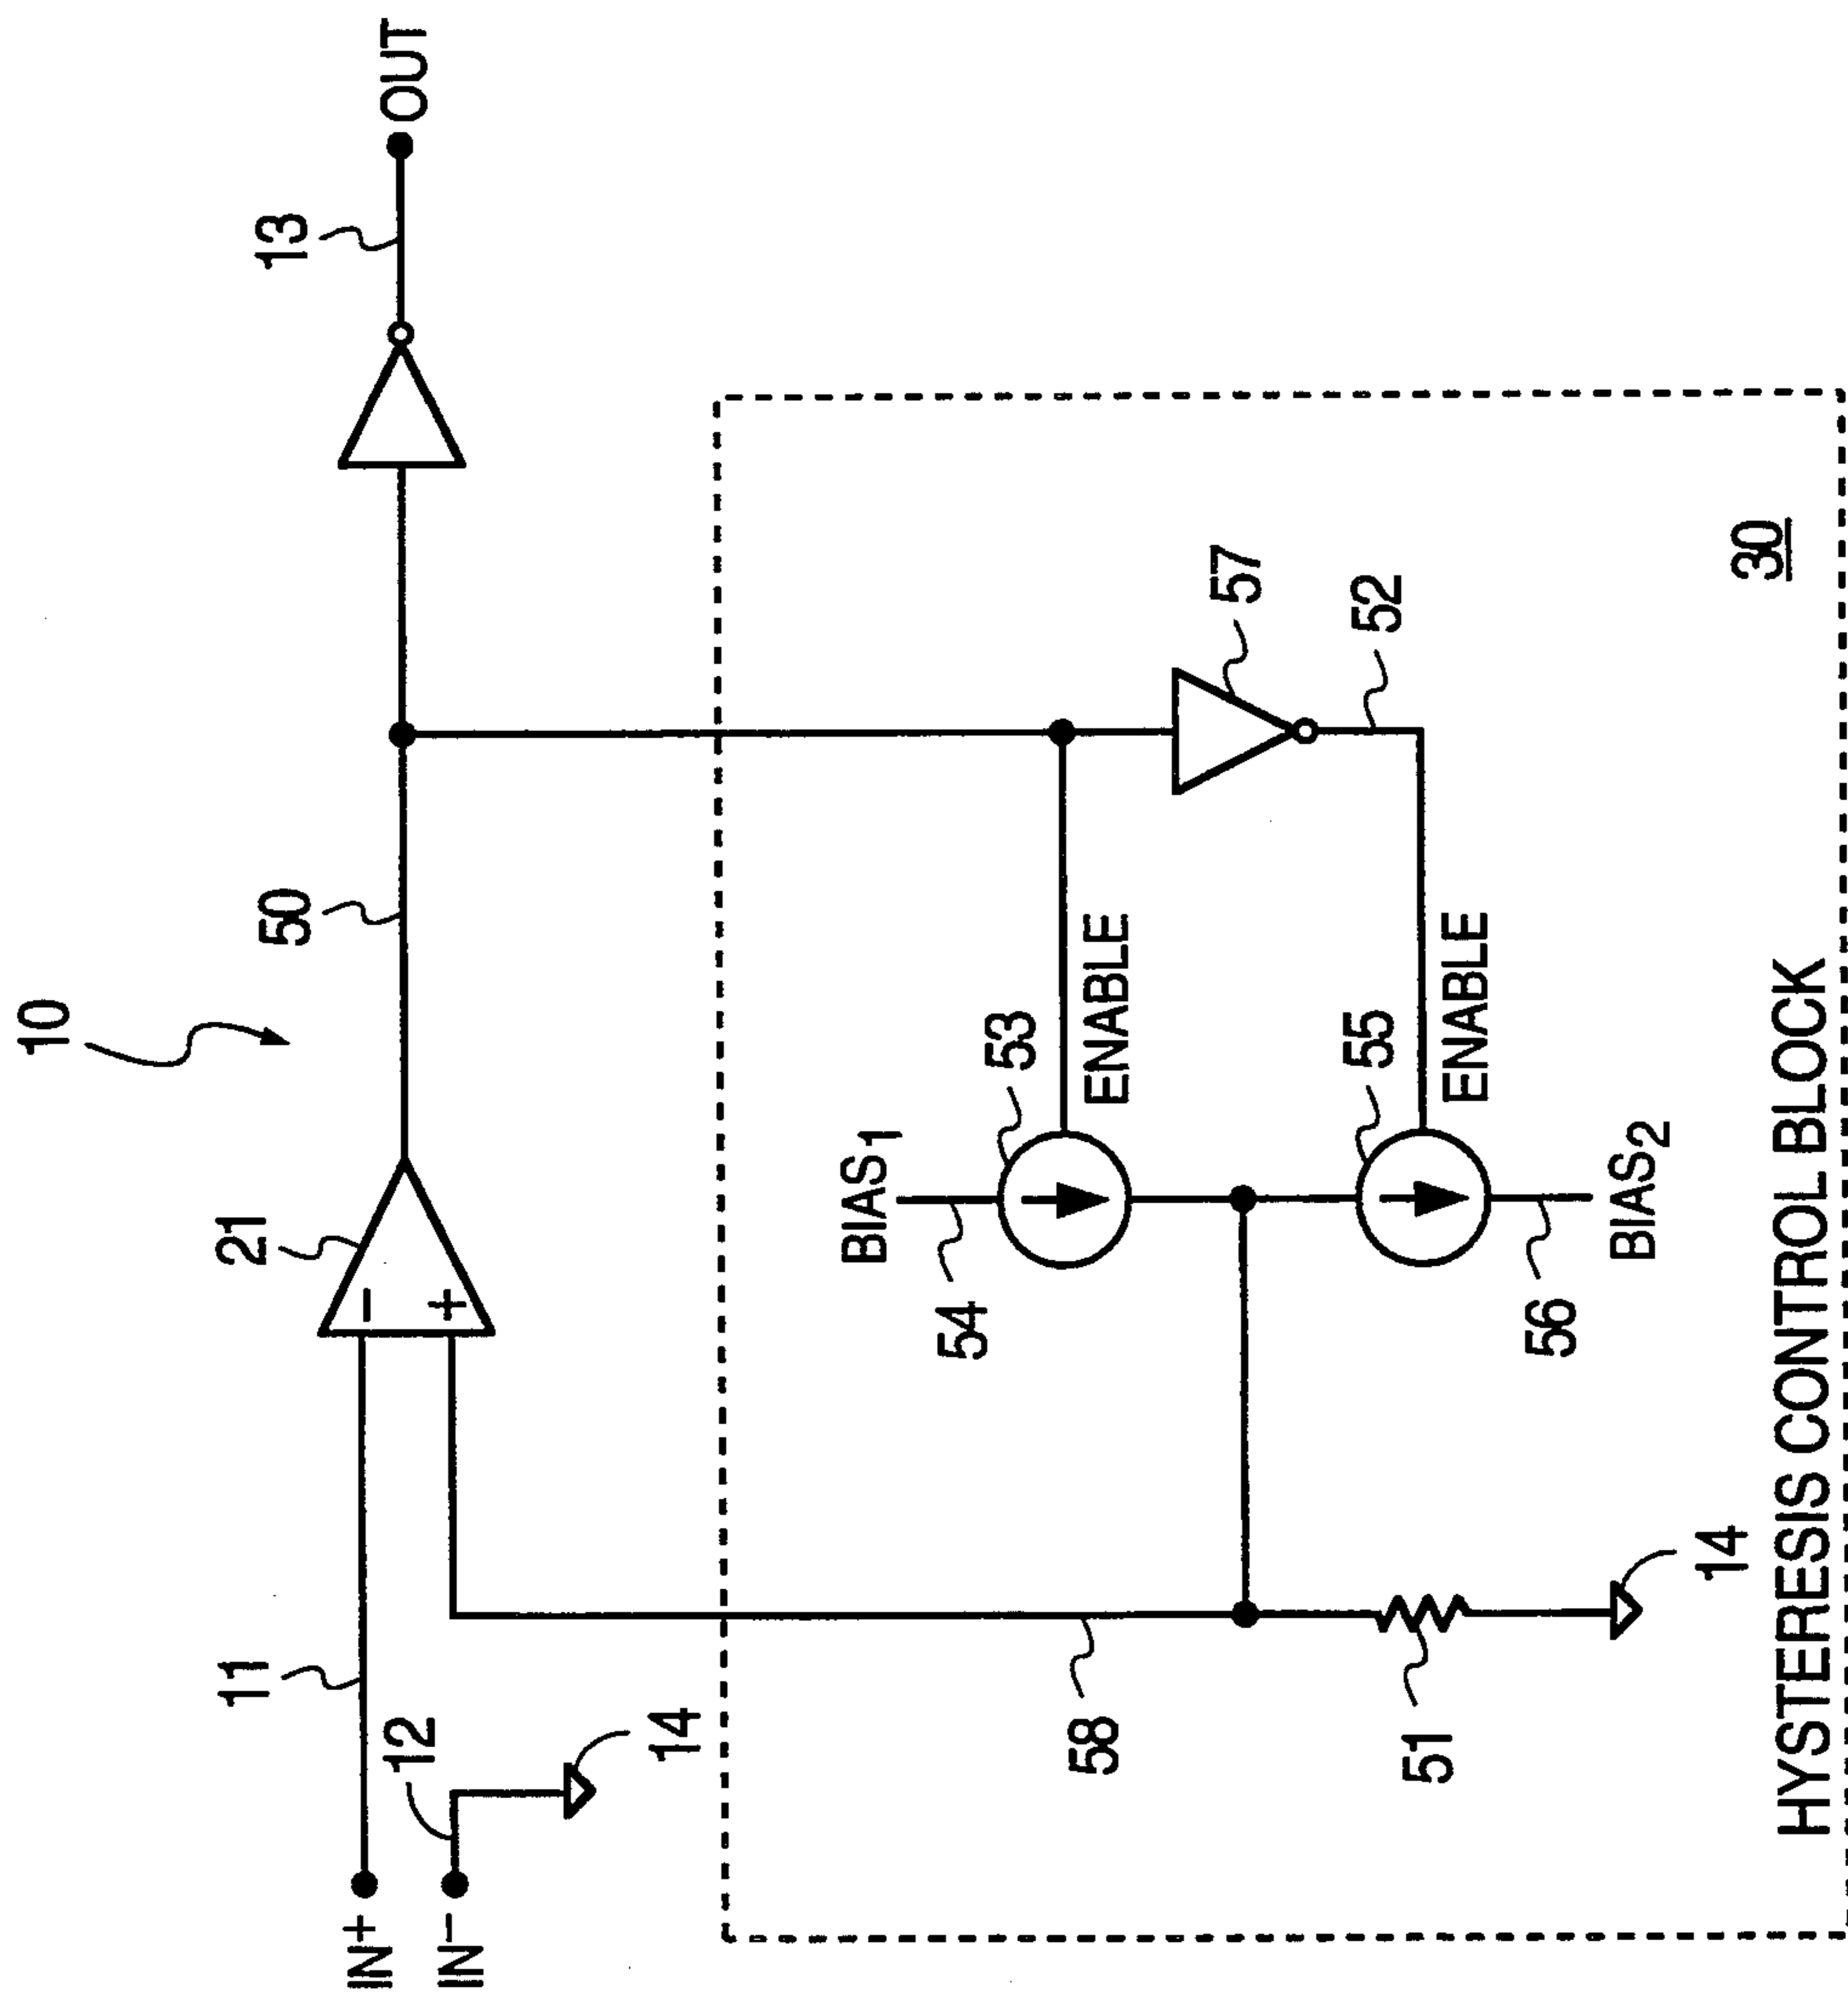 10
21
50
13
OUT
11
IN+
12
IN−
−
+
14
BIAS1
54
53
ENABLE
57
58
55
52
ENABLE
51
56
BIAS2
14
30
HYSTERESIS CONTROL BLOCK